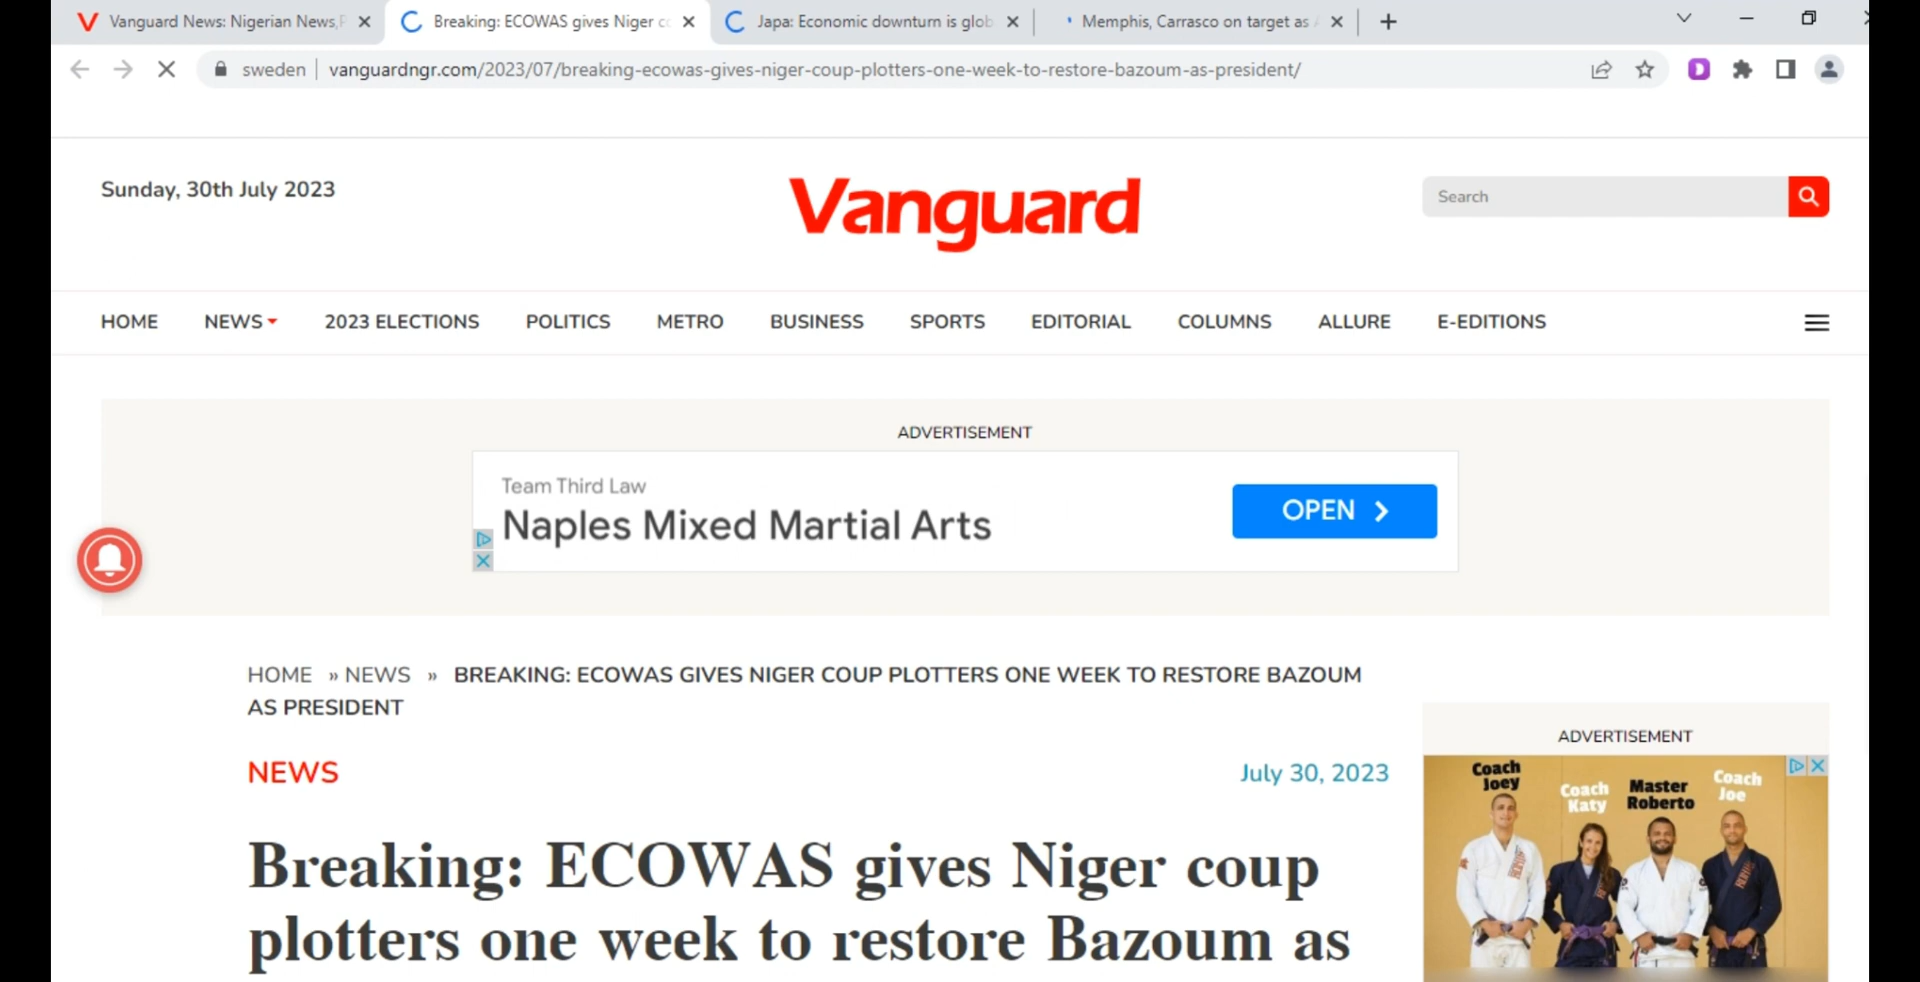 Vanguard News: Nigerian News,
Breaking: ECOWAS gives Niger
Japa: Economic downturn is glob
Memphis, Carrasco on target as
sweden
vanguardngr.com/2023/07/breaking-ecowas-gives-niger-coup-plotters-one-week-to-restore-bazoum-as-president/
Sunday, 30th July 2023
Vanguard
Search
HOME NEWS 2023 ELECTIONS POLITICS METRO BUSINESS SPORTS EDITORIAL COLUMNS ALLURE E-EDITIONS
ADVERTISEMENT
Team Third Law
Naples Mixed Martial Arts
OPEN
HOME » NEWS » BREAKING: ECOWAS GIVES NIGER COUP PLOTTERS ONE WEEK TO RESTORE BAZOUM
AS PRESIDENT
NEWS
July 30, 2023
Breaking: ECOWAS gives Niger coup
plotters one week to restore Bazoum as
ADVERTISEMENT
Coach
Joey
Coach
Katy
Master
Roberto
Coach
Joe